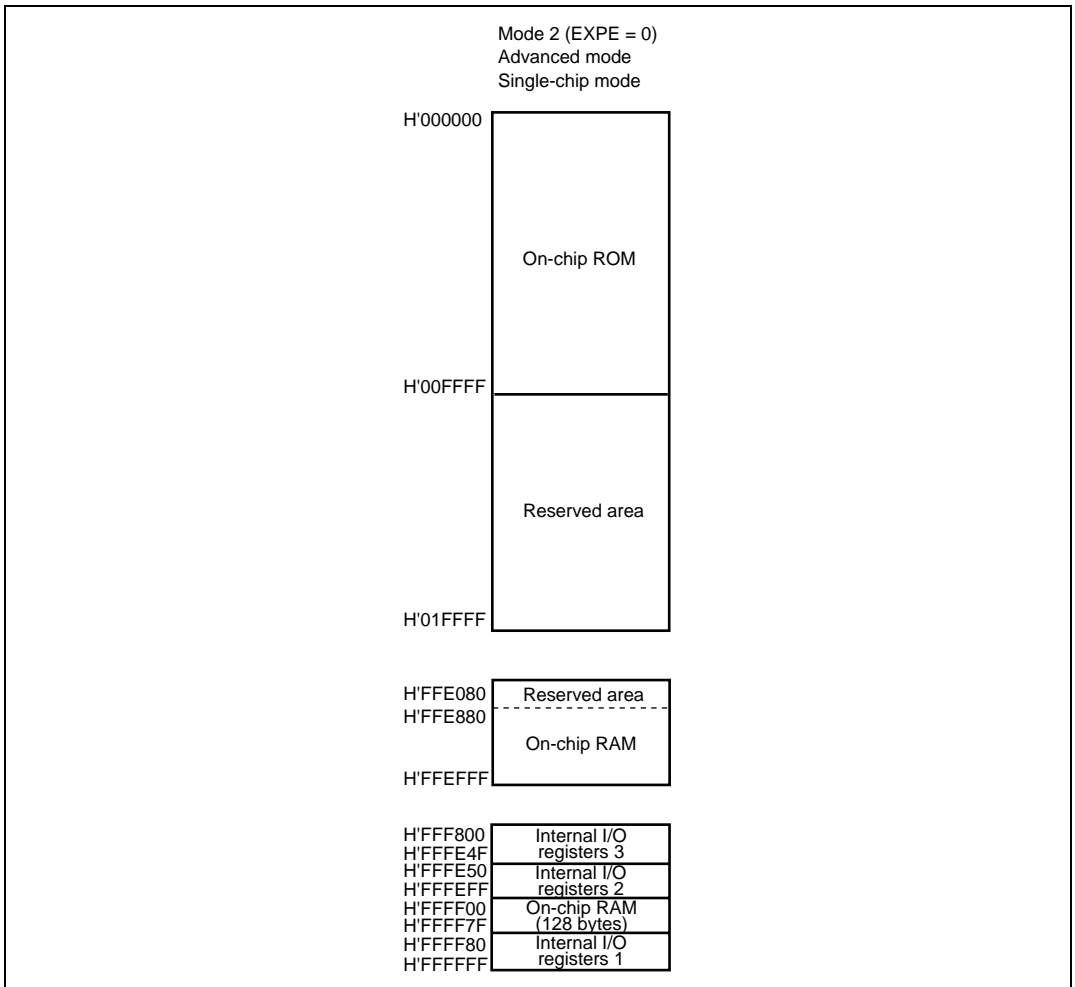 Mode 2 (EXPE = 0)
Advanced mode
Single-chip mode
H'000000
On-chip ROM
H'00FFFF
Reserved area
H'01FFFF
H'FFE080
Reserved area
H'FFE880
On-chip RAM
H'FFEFFF
H'FFF800
Internal I/O
H'FFFE4F
registers 3
H'FFFE50
Internal I/O
H'FFFEFF
registers 2
H'FFFF00
On-chip RAM
H'FFFF7F
(128 bytes)
H'FFFF80
Internal I/O
H'FFFFFF
registers 1